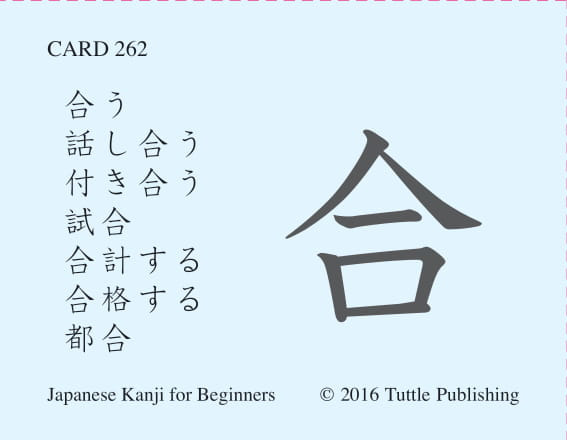 CARD 262
合う
話し合う
付き合う
試合
合計する
合格する
都合
合
Japanese Kanji for Beginners
© 2016 Tuttle Publishing